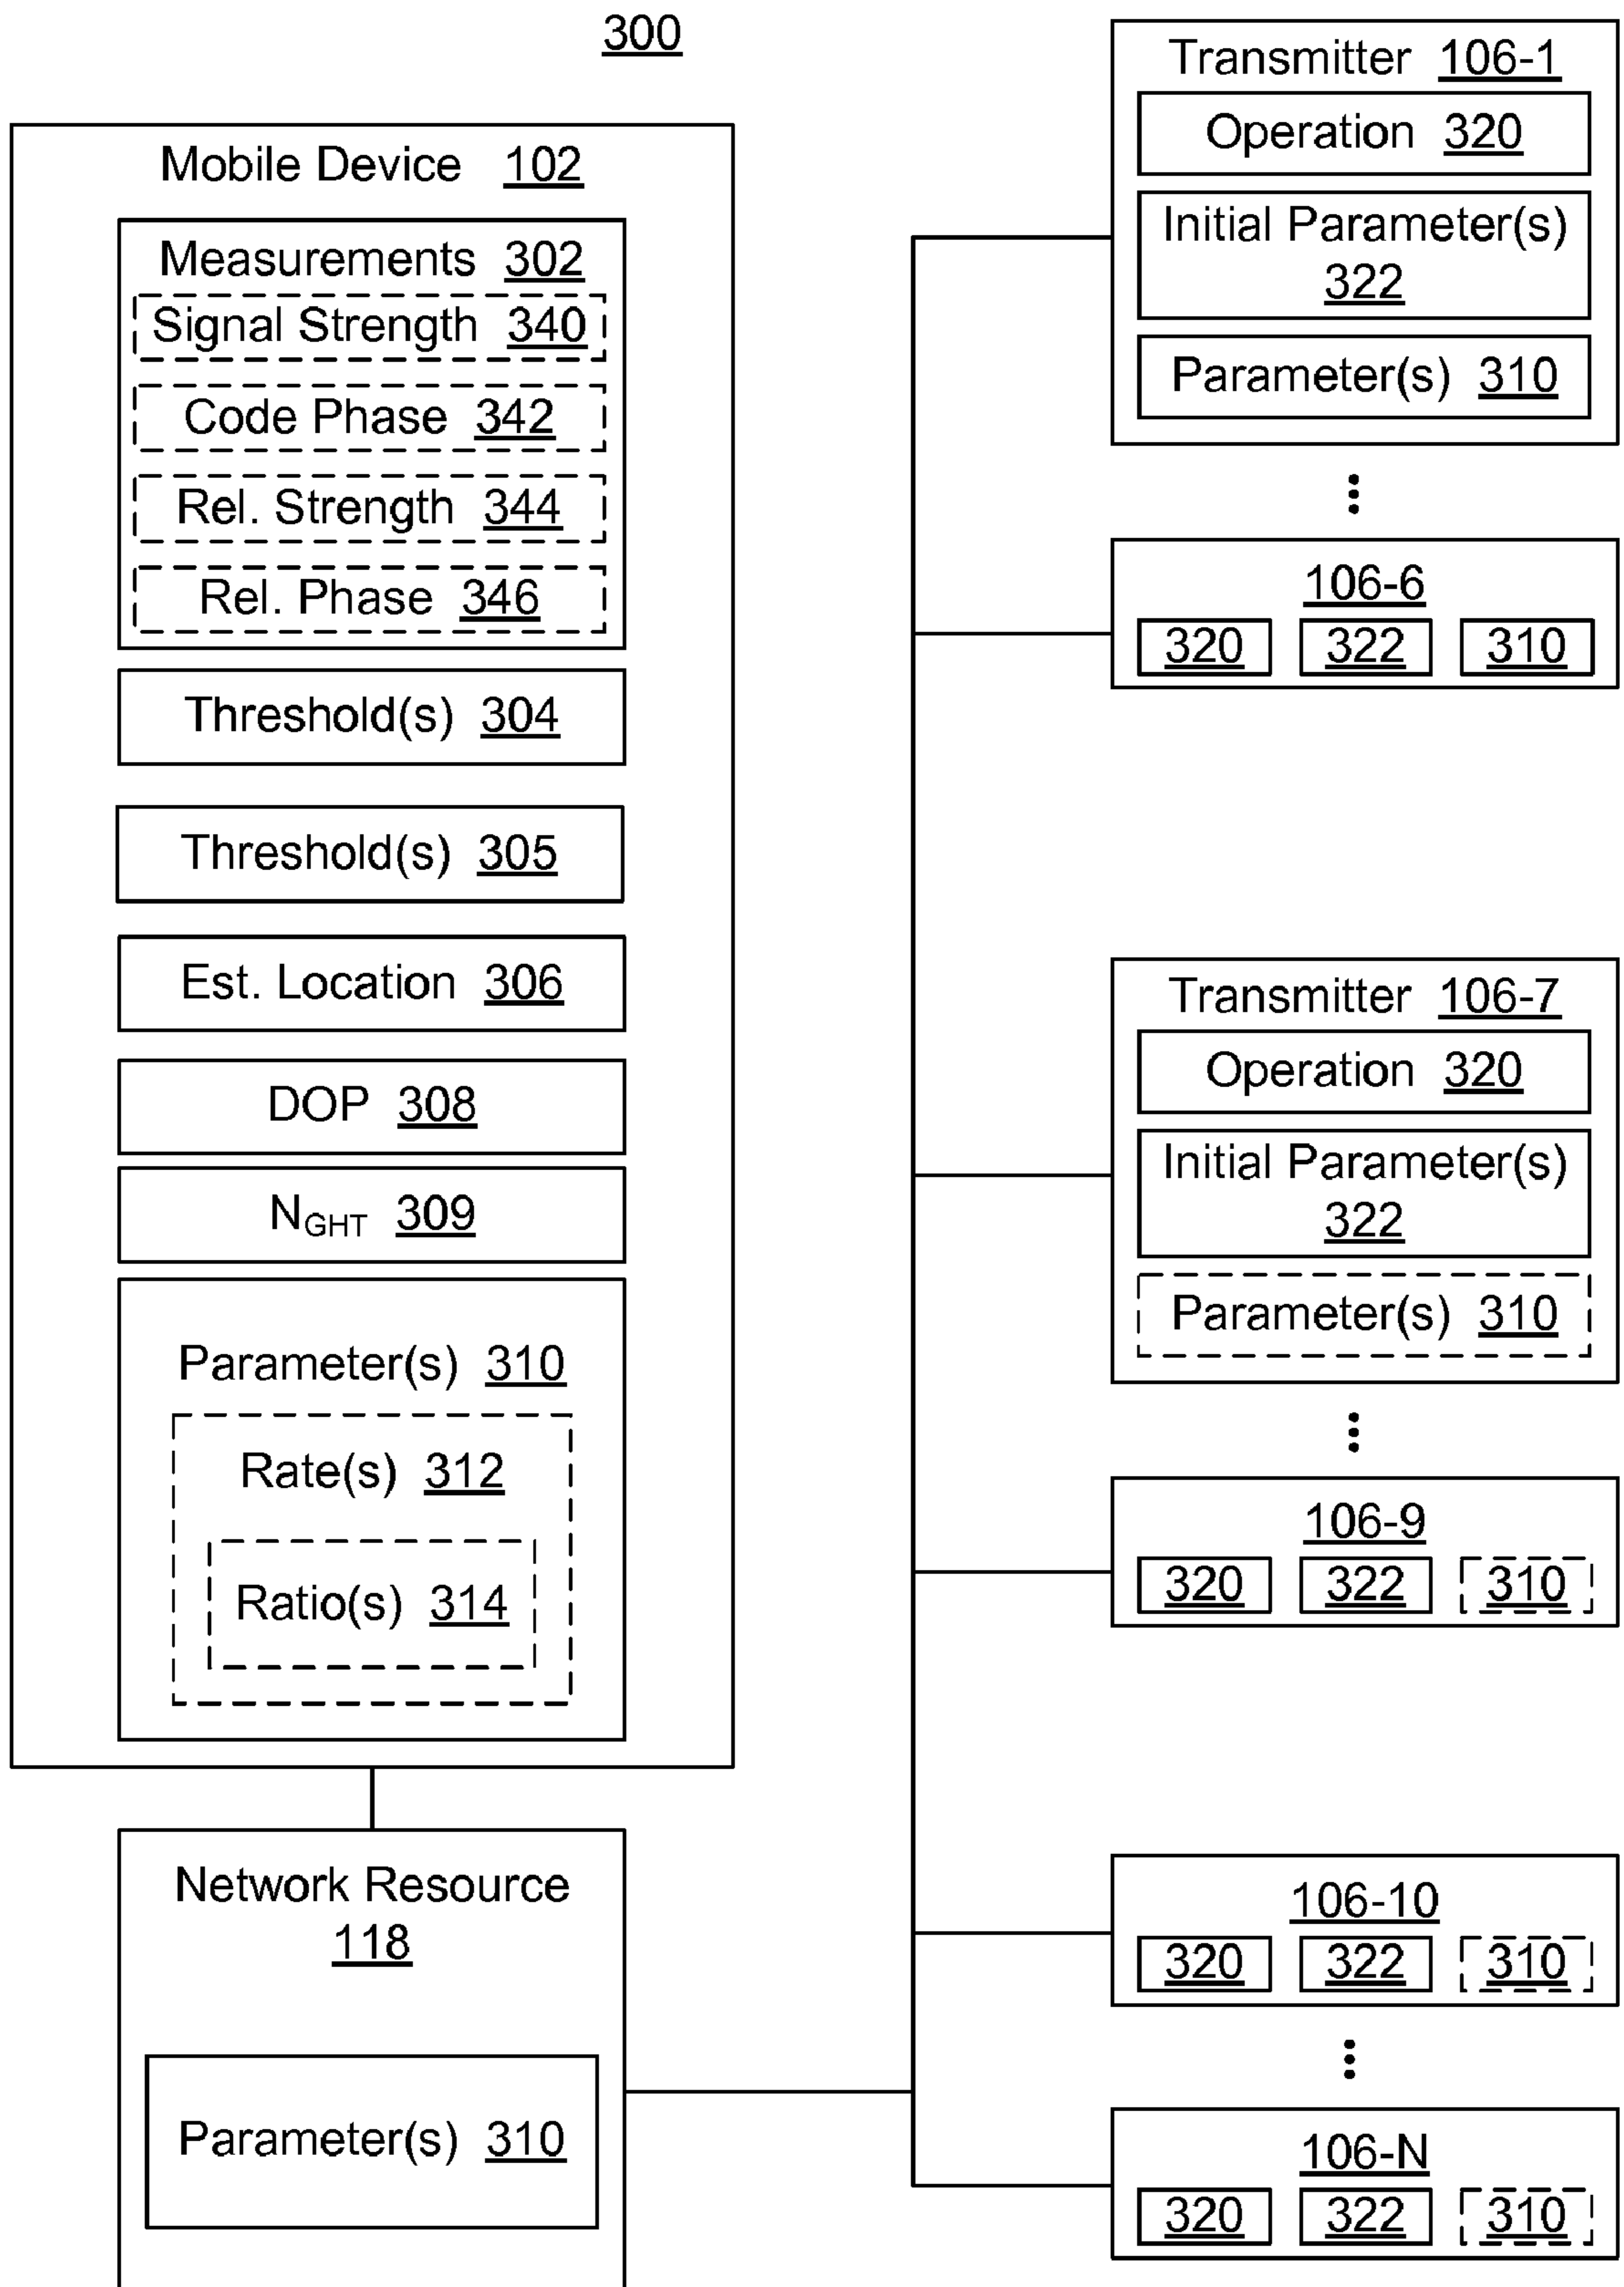 300
Mobile Device 102
Measurements 302
Signal Strength 340
Code Phase 342
Rel. Strength 344
Rel. Phase 346
Threshold(s) 304
Threshold(s) 305
Est. Location 306
DOP 308
NGHT 309
Parameter(s) 310
Rate(s) 312
Ratio(s) 314
Network Resource
118
Parameter(s) 310
Transmitter 106-1
Operation 320
Initial Parameter(s)
322
Parameter(s) 310
106-6
320 322 310
Transmitter 106-7
Operation 320
Initial Parameter(s)
322
Parameter(s) 310
106-9
320 322 310
106-10
320 322 310
106-N
320 322 310